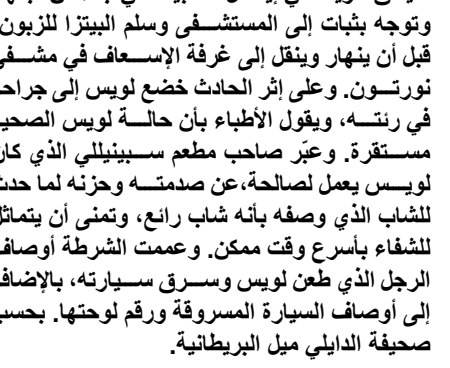 وتوجه بثبات إلى المستشفى وسلم البيتزا للزبون
قبل أن ينهار وينقل إلى غرفة الإسعاف في مشفى
نورتون. وعلى إثر الحادث خضع لويس إلى جراحـ
في رئته، ويقول الأطباء بأن حالة لويس الصحيـ
مستقرة. وعبّر صاحب مطعم سبينيللي الذي كان
لويس يعمل لصالحة،عن صدمته وحزنه لما حدث
للشاب الذي وصفه بأنه شاب رائع، وتمنى أن يتماثل
للشفاء بأسرع وقت ممكن. وعممت الشرطة أوصاف
الرجل الذي طعن لويس وسرق سيارته، بالإضافـ
إلى أوصاف السيارة المسروقة ورقم لوحتها. بحسب
صحيفة الدايلي ميل البريطانية.